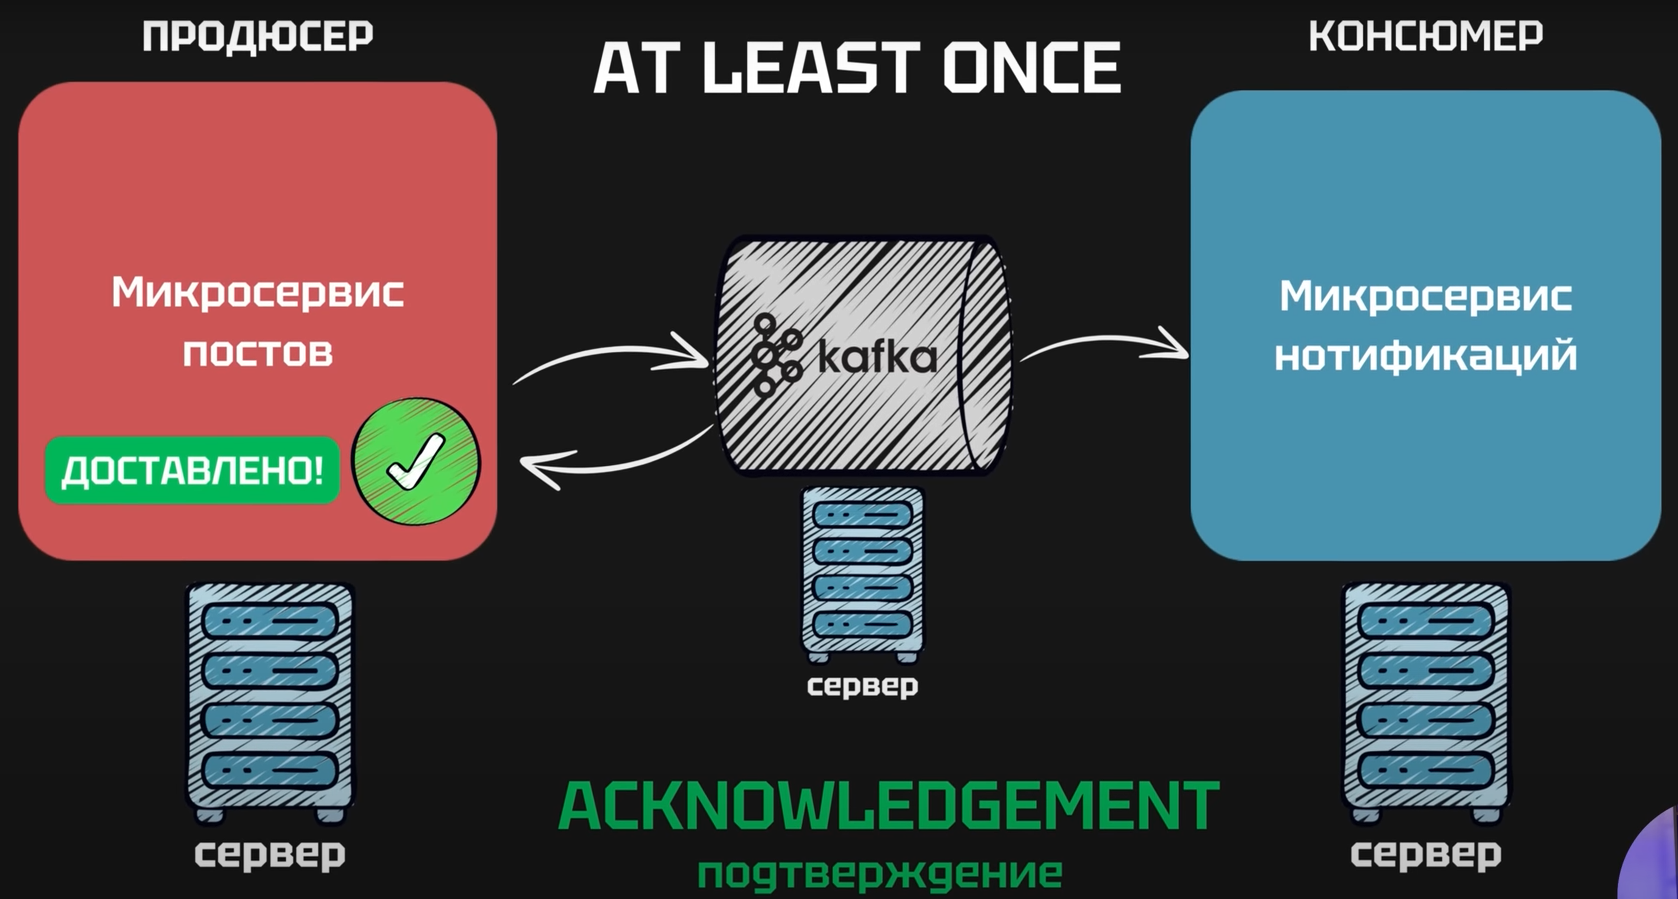 ПРОДЮСЕР
AT LEAST ONCE
КОНСЮМЕР
Микросервис
постов
ДОСТАВЛЕНО!
kafka
Микросервис
нотификаций
сервер
сервер
сервер
ACKNOWLEDGEMENT
подтверждение